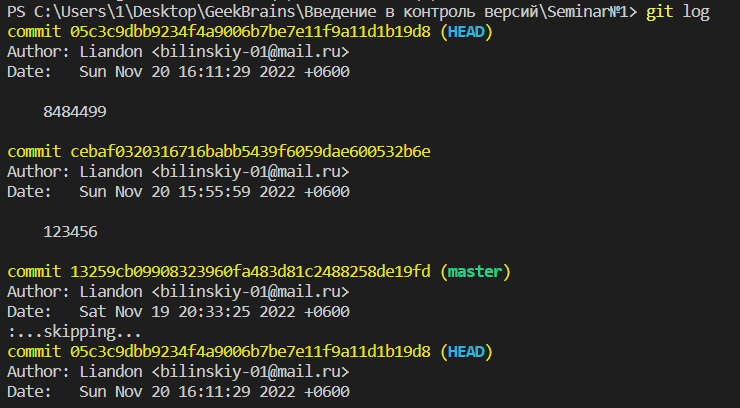 PS C:\Users\1\Desktop\GeekBrains\Введение в контроль версий\Seminar№1> git log
commit 05c3c9dbb9234f4a9006b7be7e11f9a11d1b19d8 (HEAD)
Author: Liandon <bilinskiy-01@mail.ru>
Date:   Sun Nov 20 16:11:29 2022 +0600
    8484499
commit cebaf0320316716babb5439f6059dae600532b6e
Author: Liandon <bilinskiy-01@mail.ru>
Date:   Sun Nov 20 15:55:59 2022 +0600
    123456
commit 13259cb09908323960fa483d81c2488258de19fd (master)
Author: Liandon <bilinskiy-01@mail.ru>
Date:   Sat Nov 19 20:33:25 2022 +0600
:...skipping...
commit 05c3c9dbb9234f4a9006b7be7e11f9a11d1b19d8 (HEAD)
Author: Liandon <bilinskiy-01@mail.ru>
Date:   Sun Nov 20 16:11:29 2022 +0600